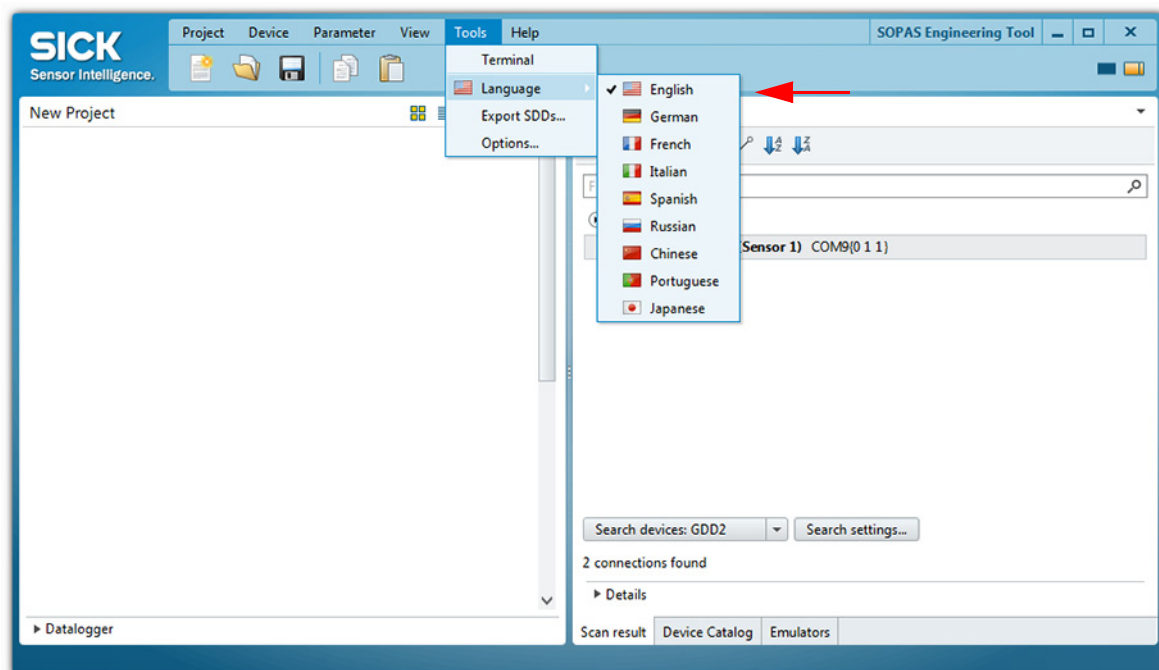 SICK
Sensor Intelligence.
Project Device Parameter View Tools Help
SOPAS Engineering Tool
New Project
Terminal
Language
Export SDDs...
Options...
English
German
French
Italian
Spanish
Russian
Chinese
Portuguese
Japanese
(Sensor 1) COM9{0 1 1}
Search devices: GDD2
Search settings...
2 connections found
Details
Datalogger
Scan result Device Catalog Emulators